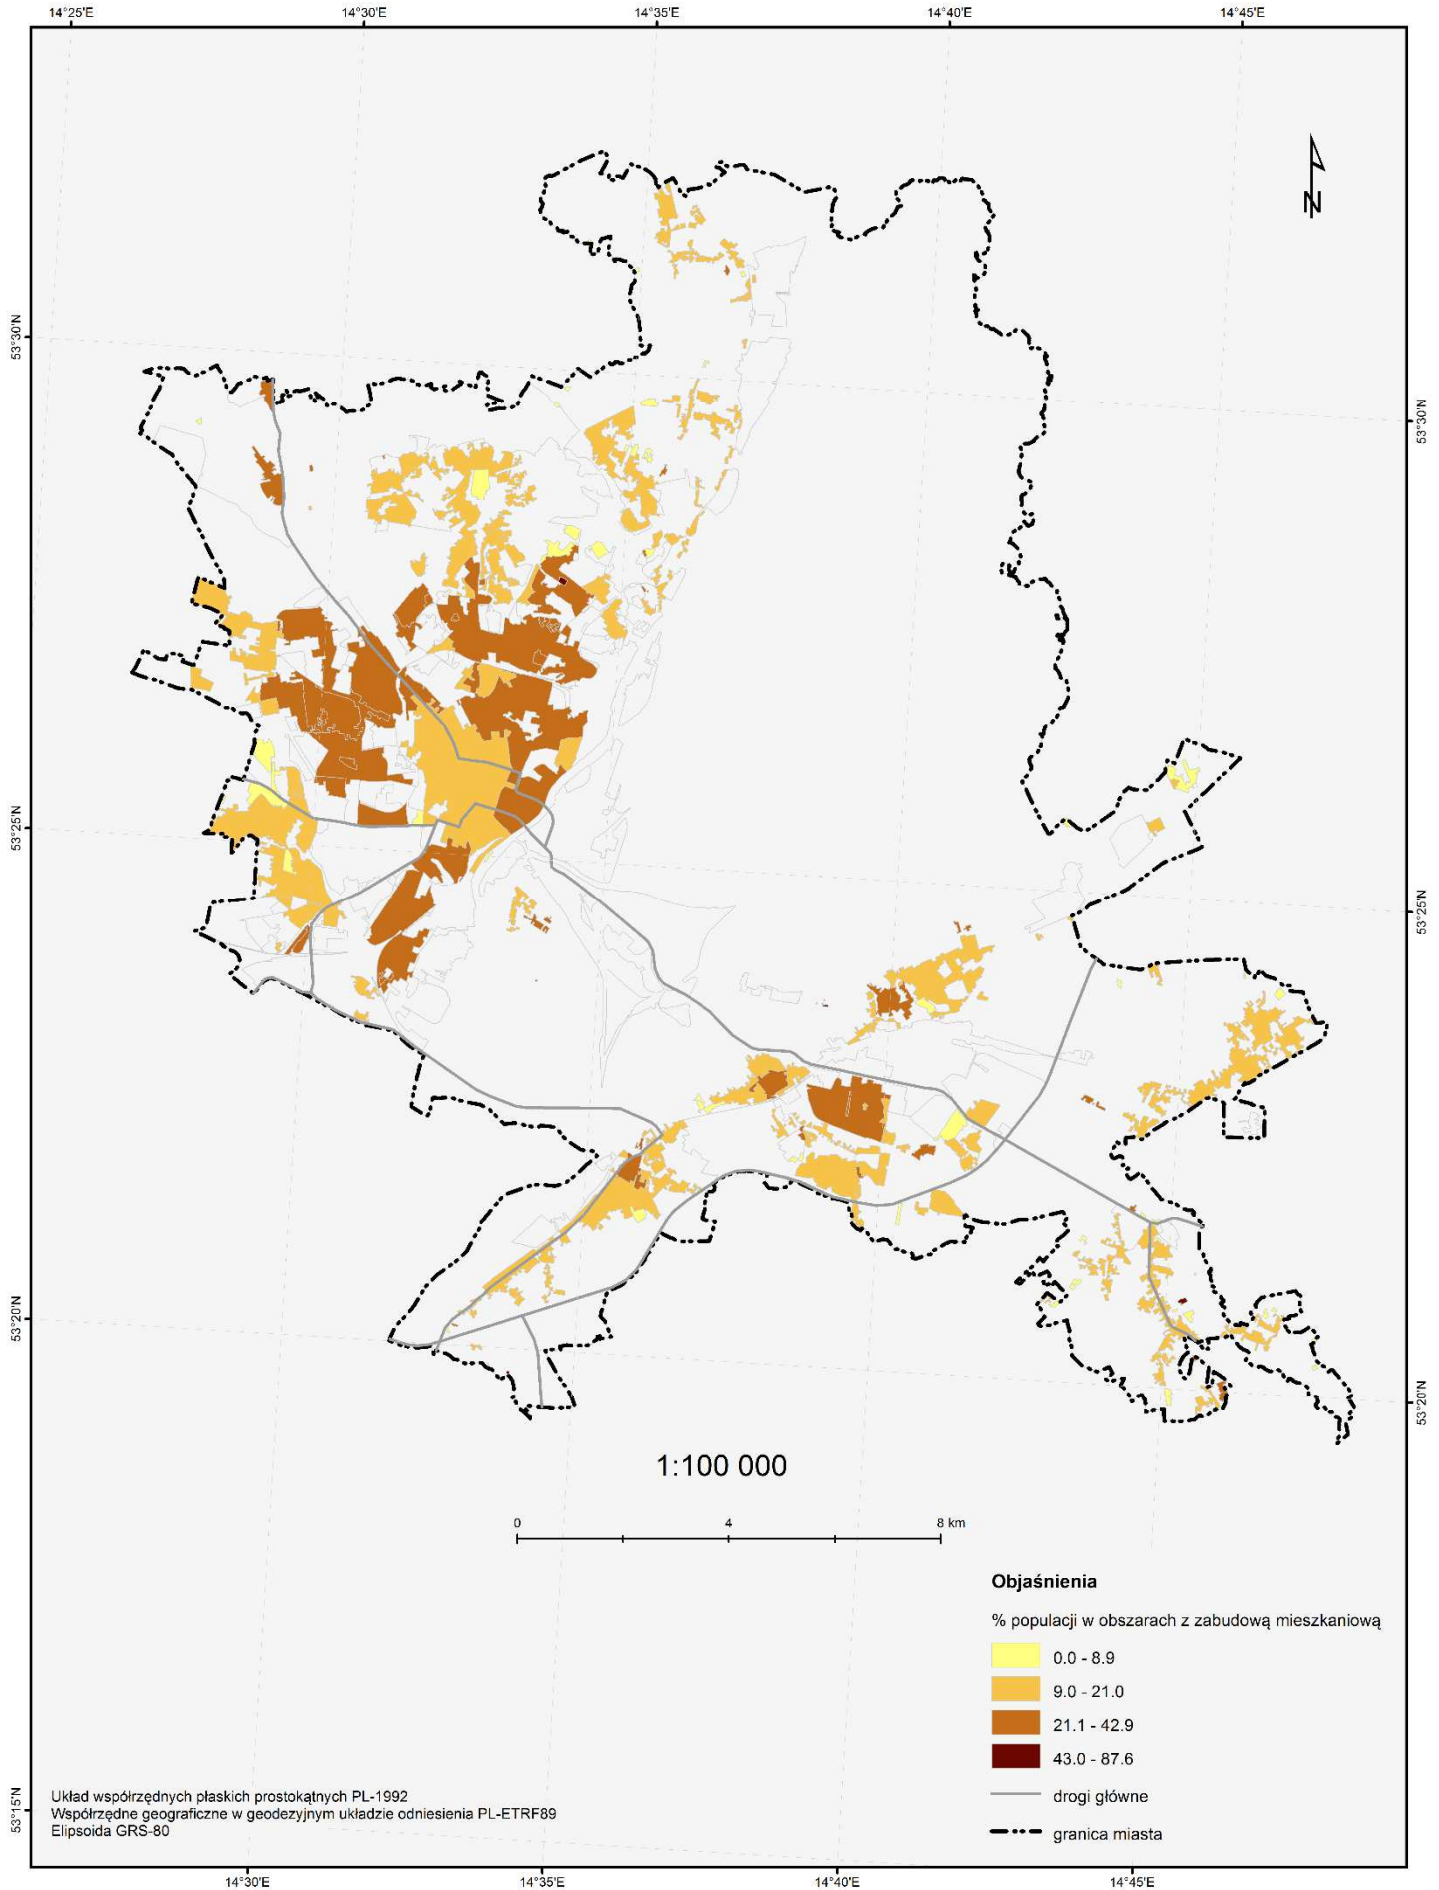 14°25'E 14°30'E 14°35'E 14°40'E 14°45'E
N
53°30'N
53°30'N
53°25'N
53°25'N
53°20'N
53°20'N
1:100 000
0 4 8 km
Objaśnienia
% populacji w obszarach z zabudową mieszkaniową
0.0 - 8.9
9.0 - 21.0
21.1 - 42.9
43.0 - 87.6
drogi główne
granica miasta
53°15'N
Układ współrzędnych płaskich prostokątnych PL-1992
Współrzędne geograficzne w geodezyjnym układzie odniesienia PL-ETRF89
Elipsoida GRS-80
14°30'E 14°35'E 14°40'E 14°45'E